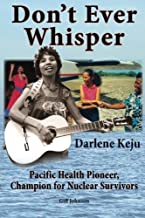 Don't Ever
Whisper
Darlene Keju
Pacific Health Pioneer,
Champion for Nuclear Survivors
Giff Johnson